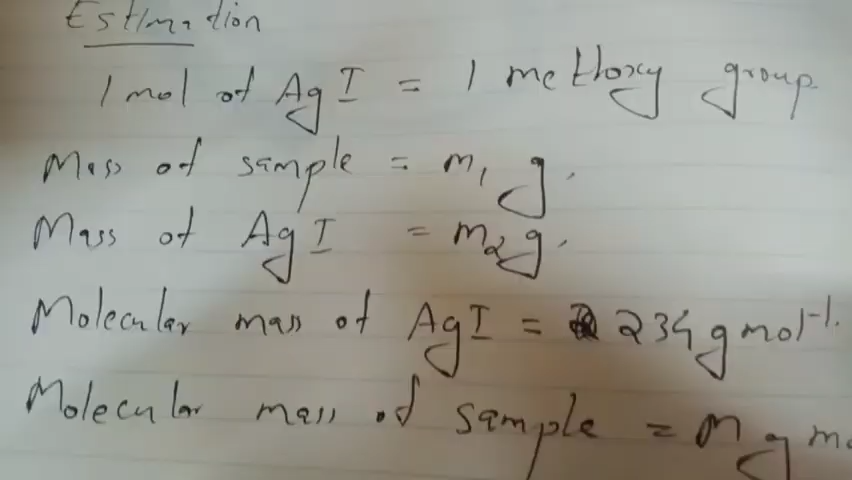 Estimation
1 mol of AgI = 1 methoxy group.
Mass of sample = m₁ g.
Mass of AgI = m₂ g.
Molecular mass of AgI = 234 g mol⁻¹.
Molecular mass of sample = M g